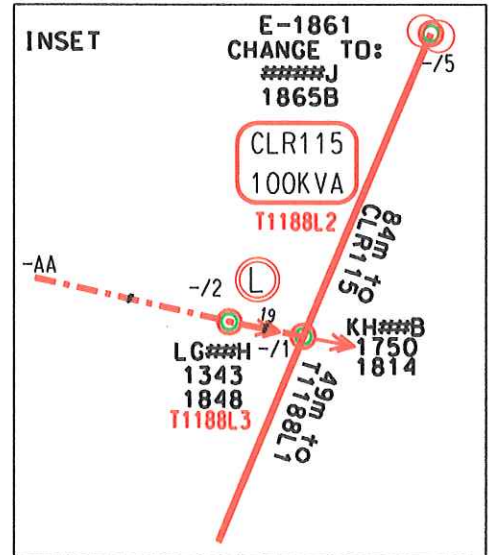 INSET
E-1861
CHANGE TO:
#####J
1865B
-/5
CLR115
100KVA
T1188L2
84m to
CLR115
-AA
-/2
L
19
-/1
KH###B
1750
1814
LG###H
1343
1848
T1188L3
49m to
T1188L1